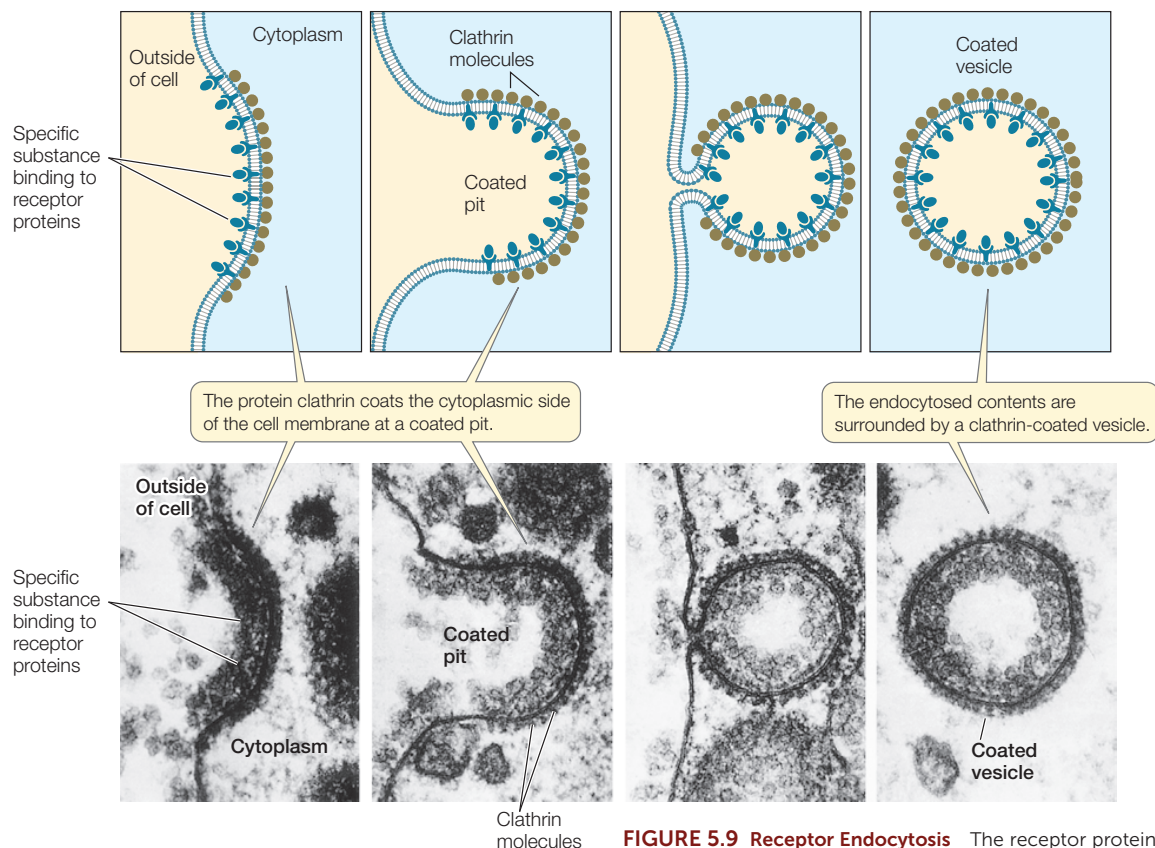 Outside
of cell
Cytoplasm
Clathrin
molecules
Coated
pit
Coated
vesicle
Specific
substance
binding to
receptor
proteins
The protein clathrin coats the cytoplasmic side
of the cell membrane at a coated pit.
The endocytosed contents are
surrounded by a clathrin-coated vesicle.
Outside
of cell
Cytoplasm
Specific
substance
binding to
receptor
proteins
Coated
pit
Clathrin
molecules
Coated
vesicle
FIGURE 5.9 Receptor Endocytosis The receptor protein